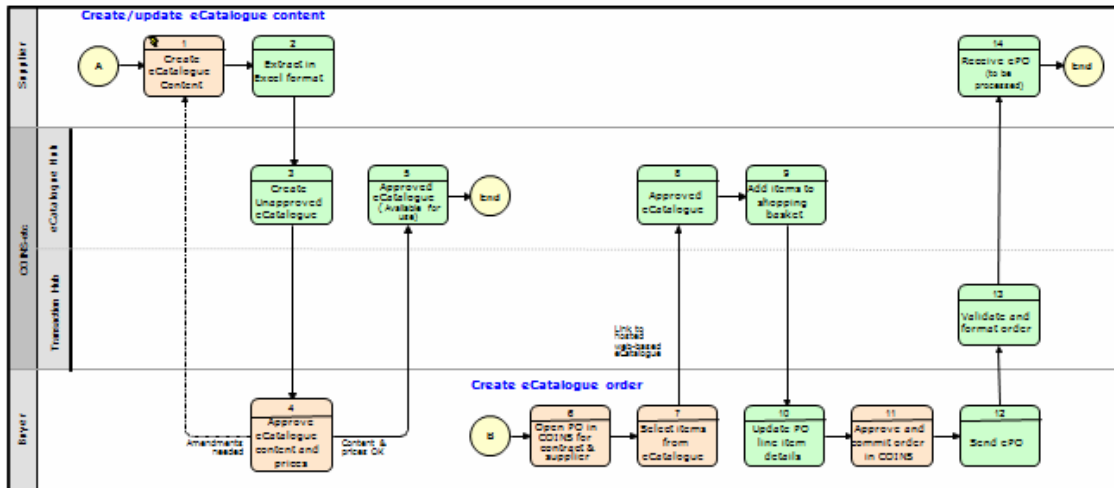 Create/update eCatalogue content
Supplier
A
1
Create
eCatalogue
Content
2
Extract in
Excel format
14
Receive ePO
(to be
processed)
End
COINS-etc
eCatalogue Hub
3
Create
Unapproved
eCatalogue
5
Approved
eCatalogue
( Available for
use)
End
8
Approved
eCatalogue
9
Add items to
shopping
basket
Transaction Hub
13
Validate and
format order
Link to
hosted
web-based
eCatalogue
Buyer
Create eCatalogue order
4
Approve
eCatalogue
content and
prices
Amendments
needed
Content &
prices OK
B
6
Open PO in
COINS for
contract &
supplier
7
Select items
from
eCatalogue
10
Update PO
line item
details
11
Approve and
commit order
in COINS
12
Send ePO